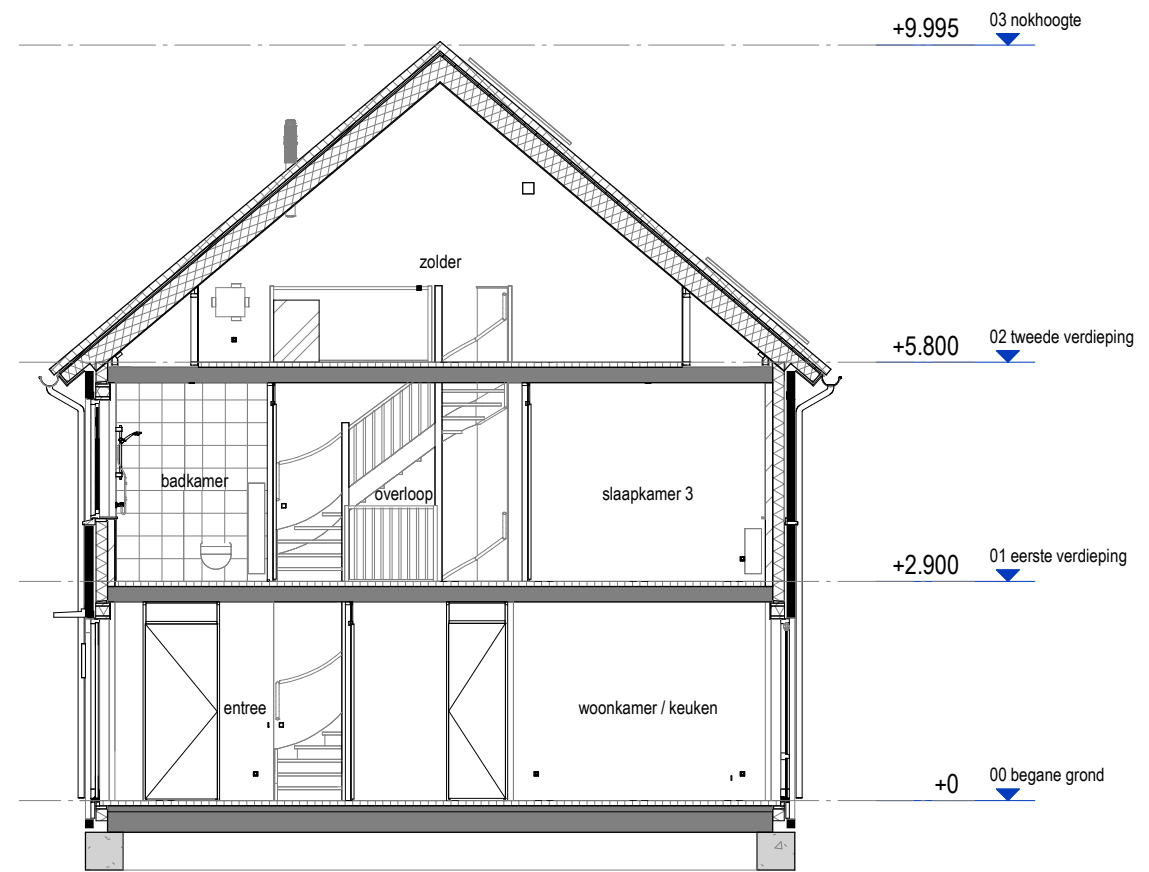 +9.995 03 nokhoogte
zolder
+5.800 02 tweede verdieping
badkamer overloop slaapkamer 3
+2.900 01 eerste verdieping
entree woonkamer / keuken
+0 00 begane grond